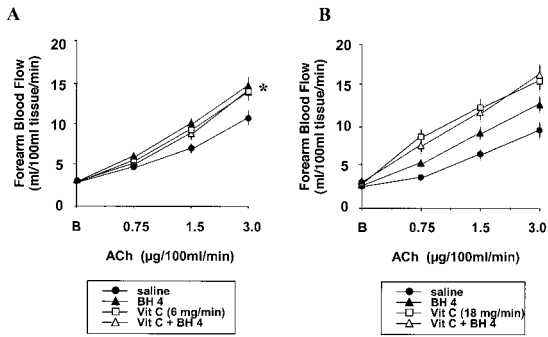 A
Forearm Blood Flow
(ml/100ml tissue/min)
20
15
10
5
0
*
B
0.75
1.5
3.0
ACh (µg/100ml/min)
saline
BH 4
Vit C (6 mg/min)
Vit C + BH 4
B
Forearm Blood Flow
(ml/100ml tissue/min)
20
15
10
5
0
B
0.75
1.5
3.0
ACh (µg/100ml/min)
saline
BH 4
Vit C (18 mg/min)
Vit C + BH 4